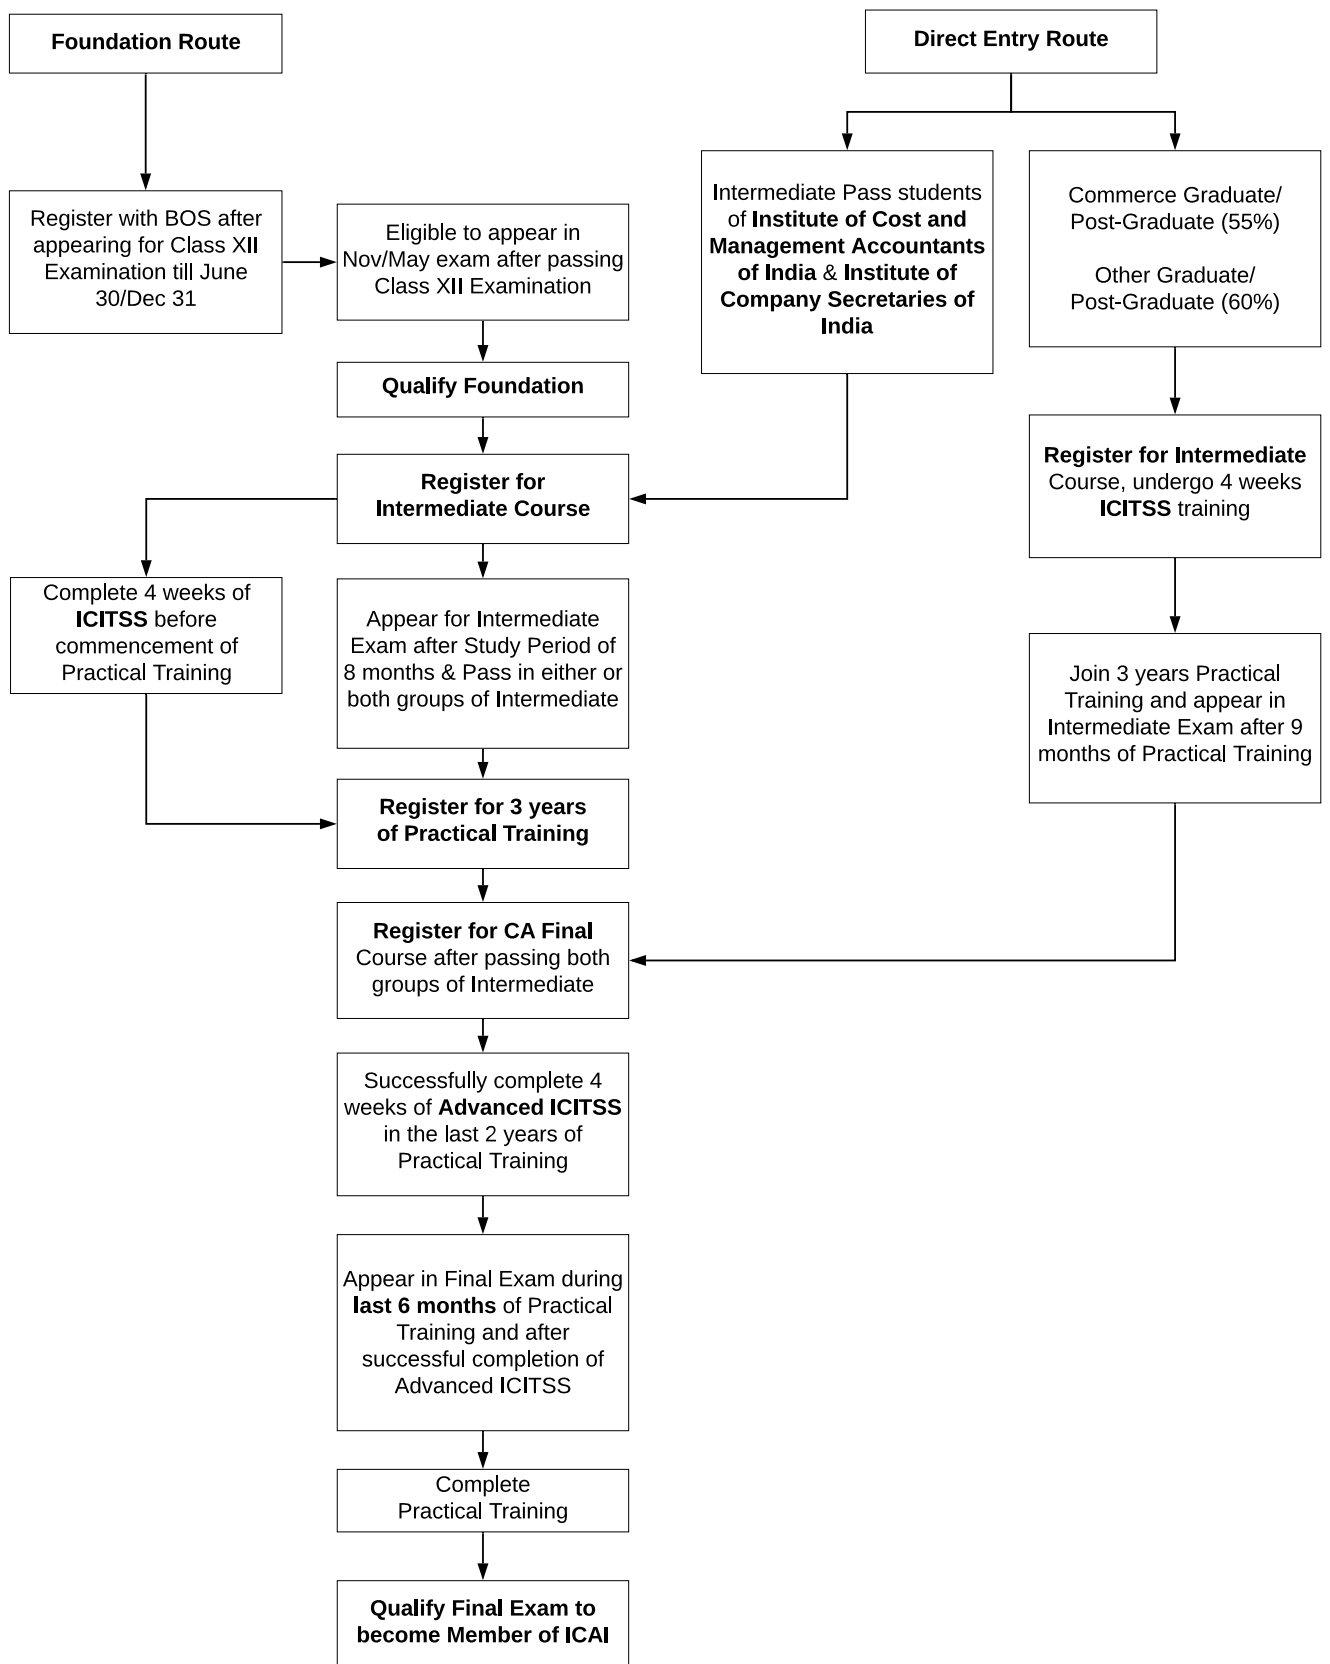 Foundation Route
Direct Entry Route
Register with BOS after
appearing for Class XII
Examination till June
30/Dec 31
Eligible to appear in
Nov/May exam after passing
Class XII Examination
Intermediate Pass students
of Institute of Cost and
Management Accountants
of India & Institute of
Company Secretaries of
India
Commerce Graduate/
Post-Graduate (55%)
Other Graduate/
Post-Graduate (60%)
Qualify Foundation
Register for
Intermediate Course
Register for Intermediate
Course, undergo 4 weeks
ICITSS training
Complete 4 weeks of
ICITSS before
commencement of
Practical Training
Appear for Intermediate
Exam after Study Period of
8 months & Pass in either or
both groups of Intermediate
Join 3 years Practical
Training and appear in
Intermediate Exam after 9
months of Practical Training
Register for 3 years
of Practical Training
Register for CA Final
Course after passing both
groups of Intermediate
Successfully complete 4
weeks of Advanced ICITSS
in the last 2 years of
Practical Training
Appear in Final Exam during
last 6 months of Practical
Training and after
successful completion of
Advanced ICITSS
Complete
Practical Training
Qualify Final Exam to
become Member of ICAI